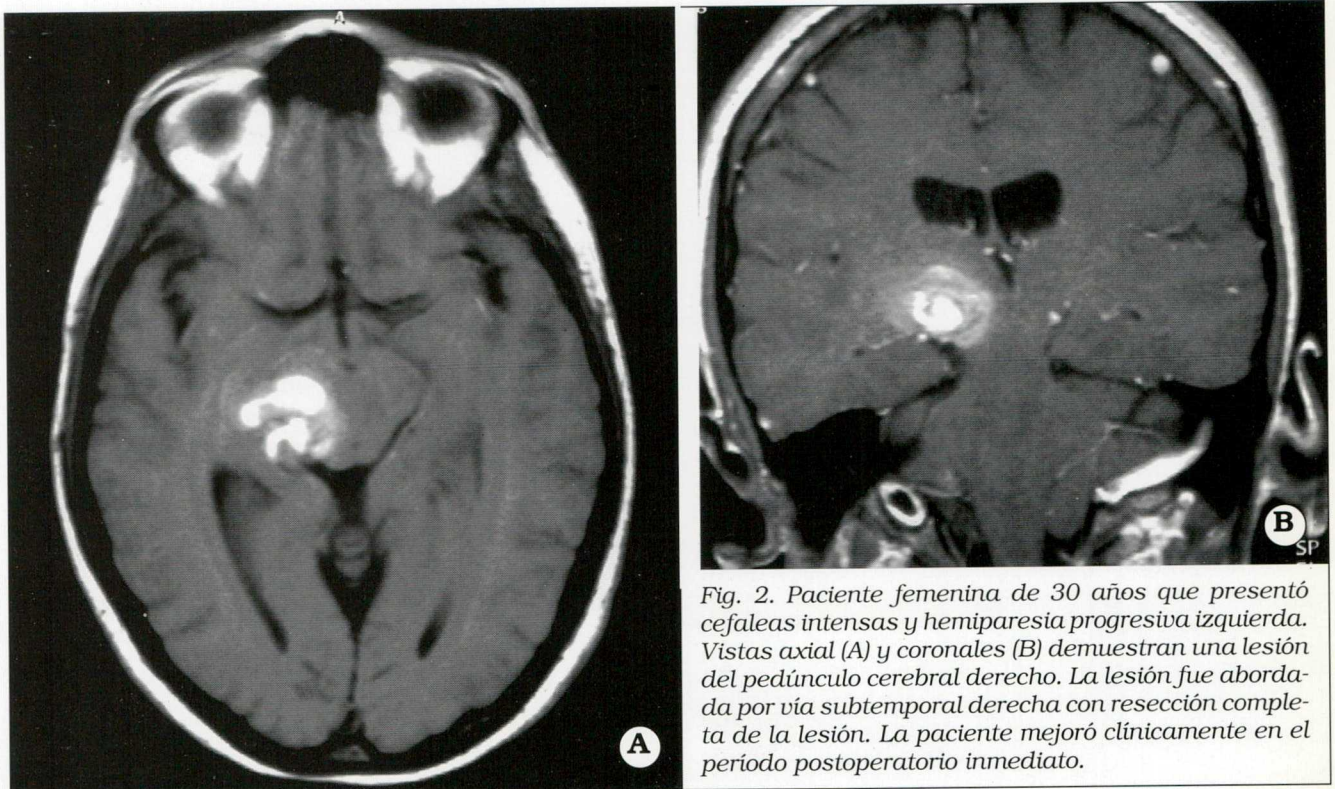 A
A
B
SP
Fig. 2. Paciente femenina de 30 años que presentó
cefaleas intensas y hemiparesia progresiva izquierda.
Vistas axial (A) y coronales (B) demuestran una lesión
del pedúnculo cerebral derecho. La lesión fue aborda-
da por vía subtemporal derecha con resección comple-
ta de la lesión. La paciente mejoró clínicamente en el
período postoperatorio inmediato.